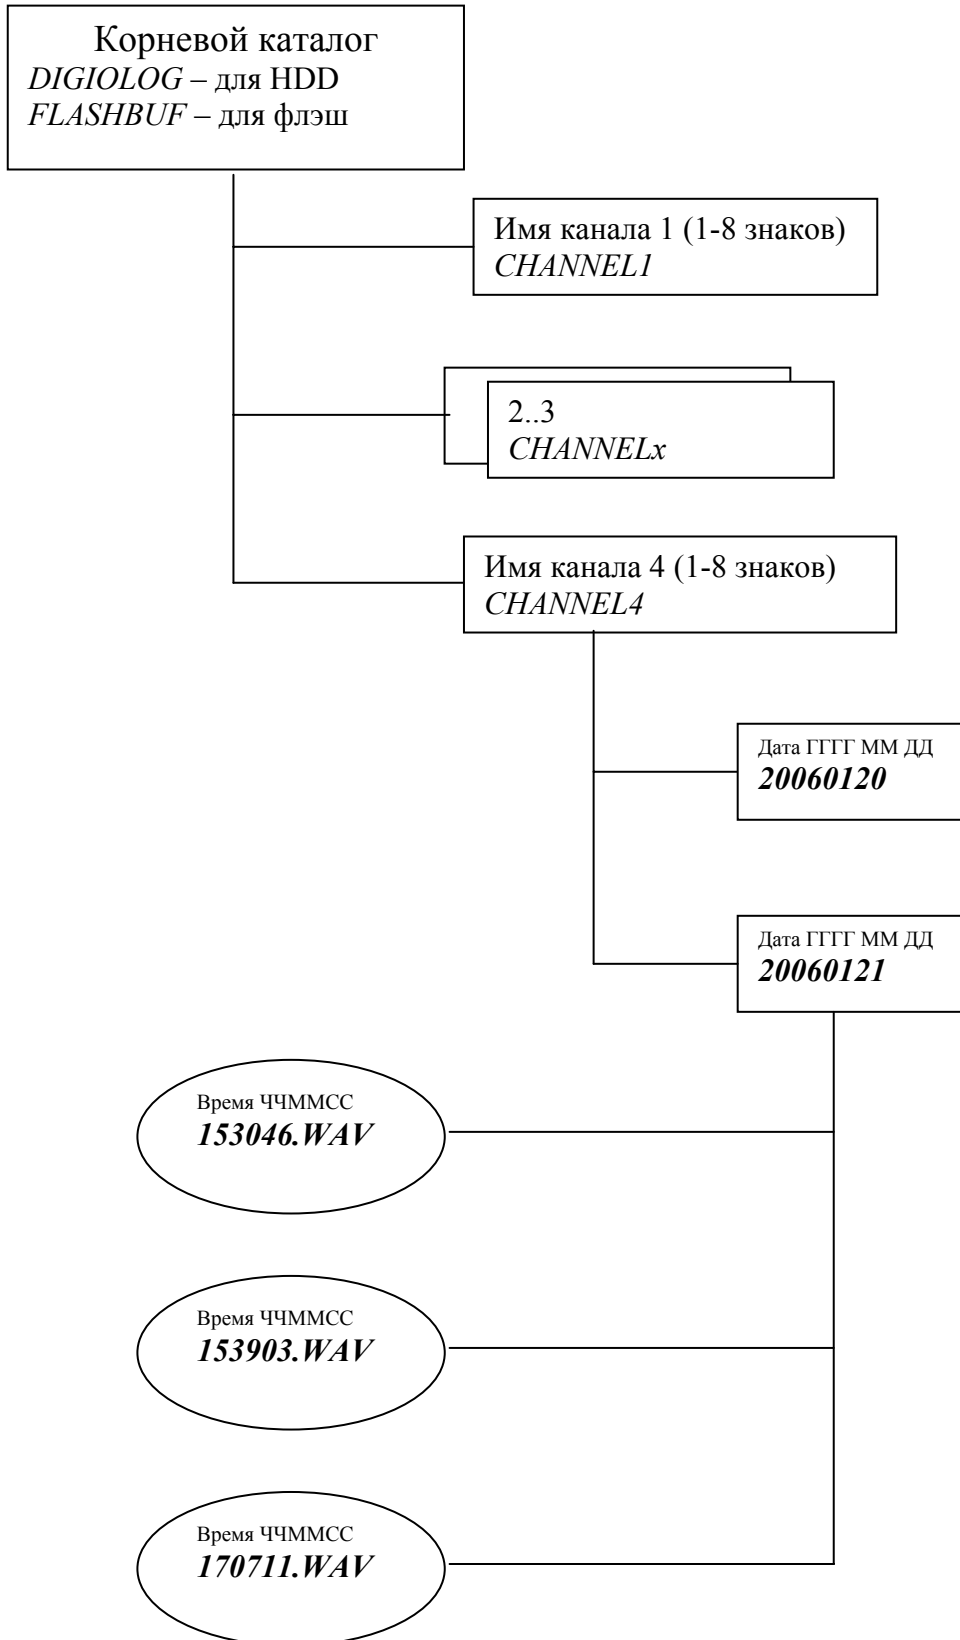 Корневой каталог
DIGIOLOG – для HDD
FLASHBUF – для флэш
Имя канала 1 (1-8 знаков)
CHANNEL1
2..3
CHANNELx
Имя канала 4 (1-8 знаков)
CHANNEL4
Дата ГГГГ ММ ДД
20060120
Дата ГГГГ ММ ДД
20060121
Время ЧЧММСС
153046.WAV
Время ЧЧММСС
153903.WAV
Время ЧЧММСС
170711.WAV